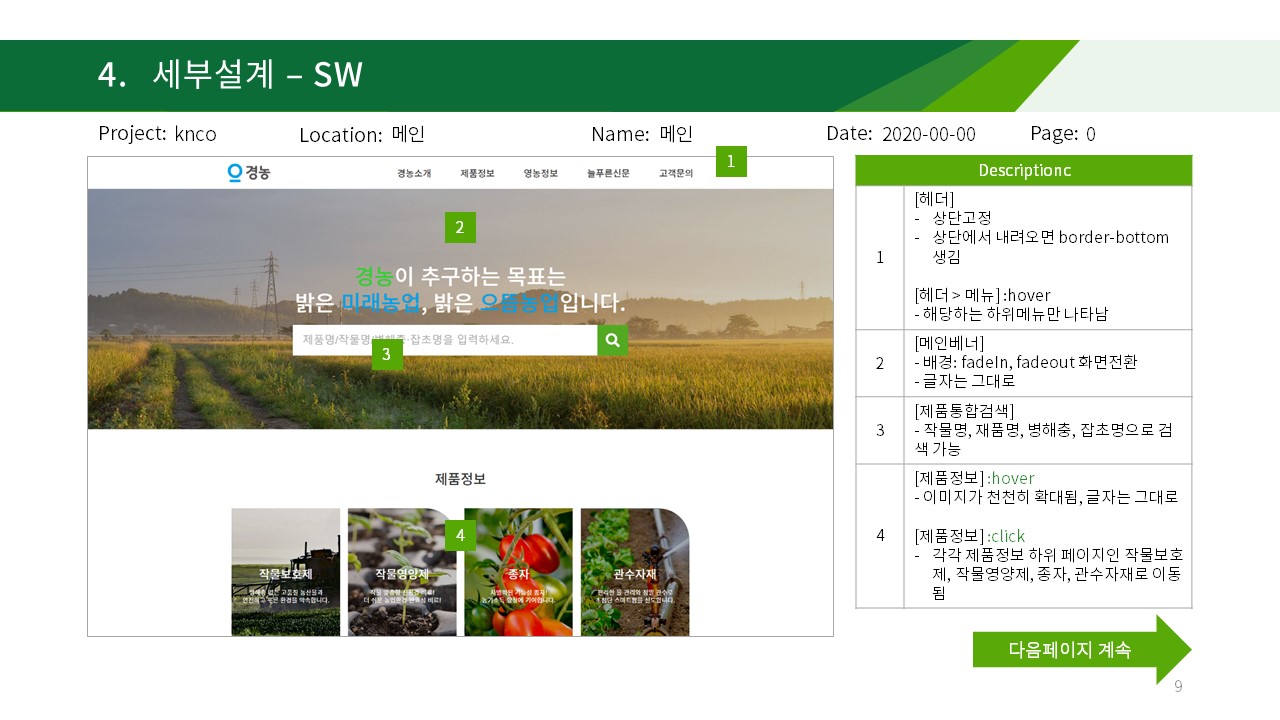 4. 세부설계 – SW
Project: knco
Location: 메인
Name: 메인
Date: 2020-00-00
Page: 0
경농
경농소개 제품정보 영농정보 늘푸른신문 고객문의
1
2
경농이 추구하는 목표는
밝은 미래농업, 밝은 으뜸농업입니다.
제품명/작물명/병해충·잡초명을 입력하세요.
3
제품정보
4
작물보호제
작물영양제
종자
관수자재
Descriptionc
1
[헤더]
- 상단고정
- 상단에서 내려오면 border-bottom
생김
[헤더 > 메뉴] :hover
- 해당하는 하위메뉴만 나타남
2
[메인베너]
- 배경: fadeIn, fadeout 화면전환
- 글자는 그대로
3
[제품통합검색]
- 작물명, 재품명, 병해충, 잡초명으로 검
색 가능
4
[제품정보] :hover
- 이미지가 천천히 확대됨, 글자는 그대로
[제품정보] :click
- 각각 제품정보 하위 페이지인 작물보호
제, 작물영양제, 종자, 관수자재로 이동
됨
다음페이지 계속
9